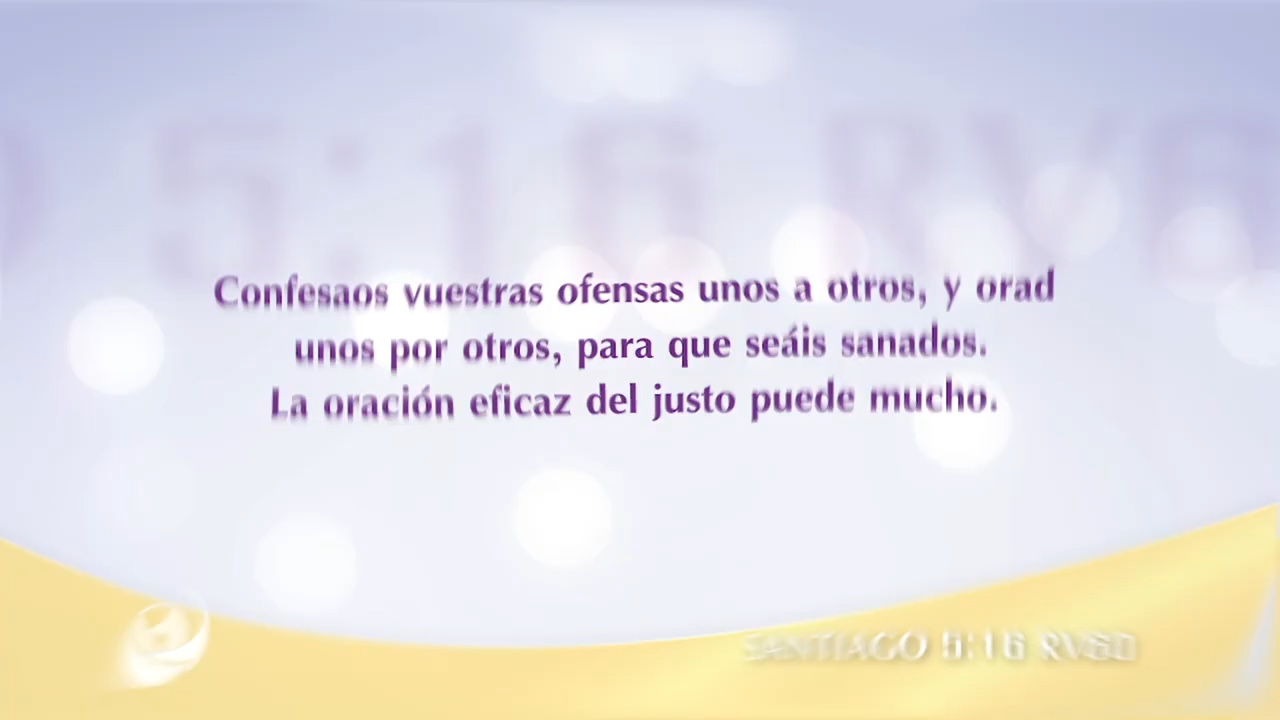 Confesaos vuestras ofensas unos a otros, y orad
unos por otros, para que seáis sanados.
La oración eficaz del justo puede mucho.
SANTIAGO 5:16